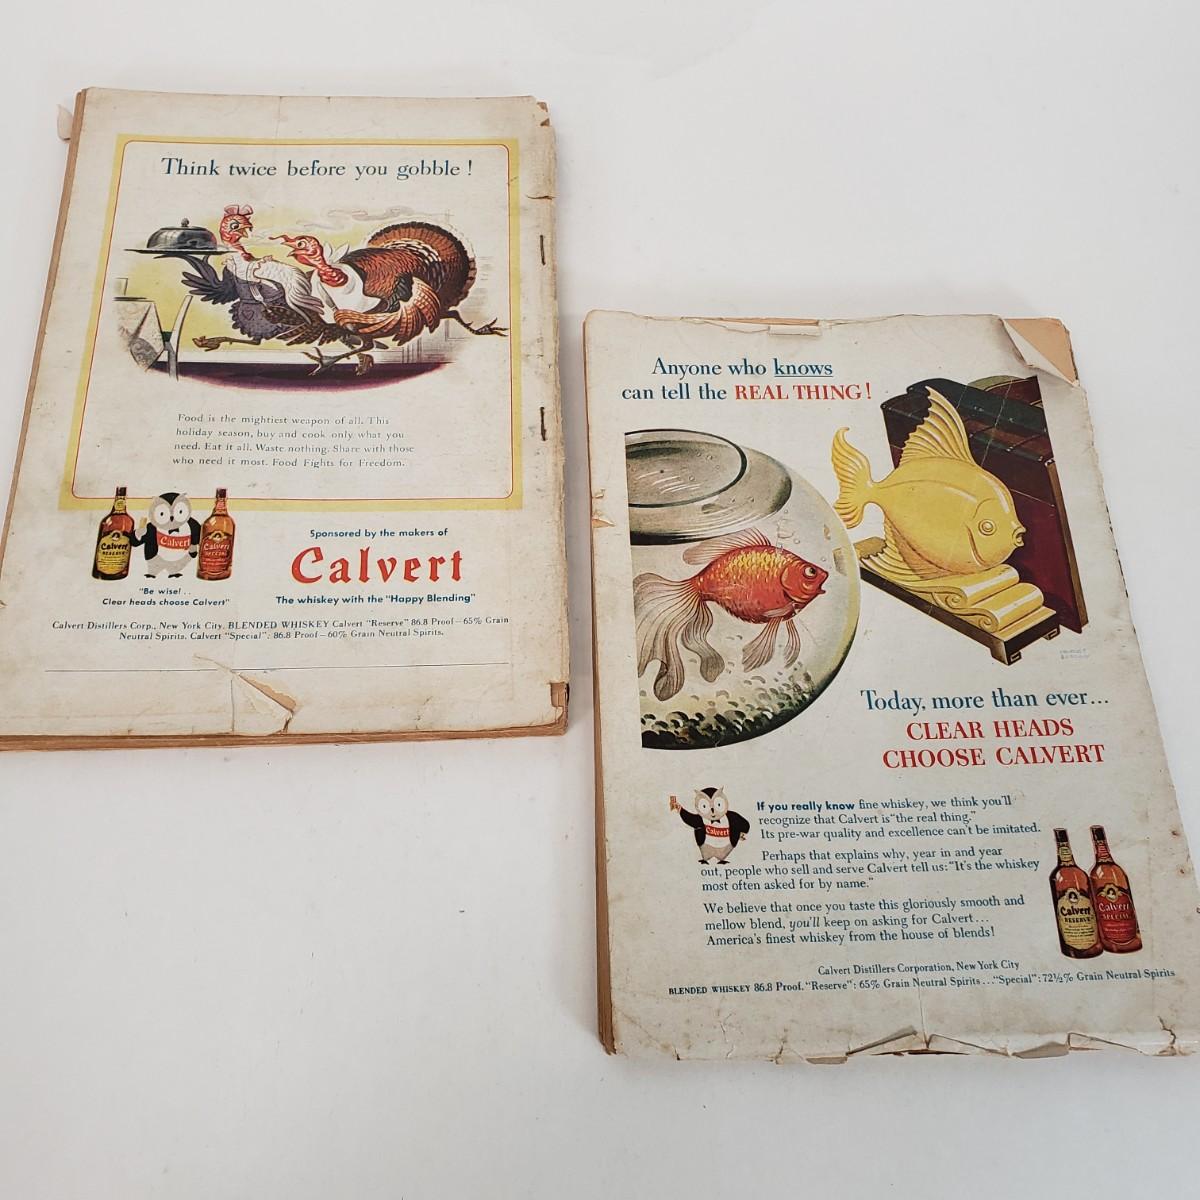 Think twice before you gobble!
Food is the mightiest weapon of all. This
holiday season, buy and cook only what you
need. Eat it all. Waste nothing. Share with those
who need it most. Food Fights for Freedom.
Calvert
RESERVE
Calvert
Calvert
SPECIAL
"Be wise! . .
Clear heads choose Calvert"
Sponsored by the makers of
Calvert
The whiskey with the "Happy Blending"
Calvert Distillers Corp., New York City. BLENDED WHISKEY Calvert "Reserve" 86.8 Proof—65% Grain
Neutral Spirits. Calvert "Special": 86.8 Proof—60% Grain Neutral Spirits.
Anyone who knows
can tell the REAL THING!
Today, more than ever...
CLEAR HEADS
CHOOSE CALVERT
Calvert
If you really know fine whiskey, we think you'll
recognize that Calvert is "the real thing."
Its pre-war quality and excellence can't be imitated.
Perhaps that explains why, year in and year
out, people who sell and serve Calvert tell us: "It's the whiskey
most often asked for by name."
We believe that once you taste this gloriously smooth and
mellow blend, you'll keep on asking for Calvert...
America's finest whiskey from the house of blends!
Calvert
RESERVE
Calvert
SPECIAL
Calvert Distillers Corporation, New York City
BLENDED WHISKEY 86.8 Proof. "Reserve": 65% Grain Neutral Spirits..."Special": 72½% Grain Neutral Spirits